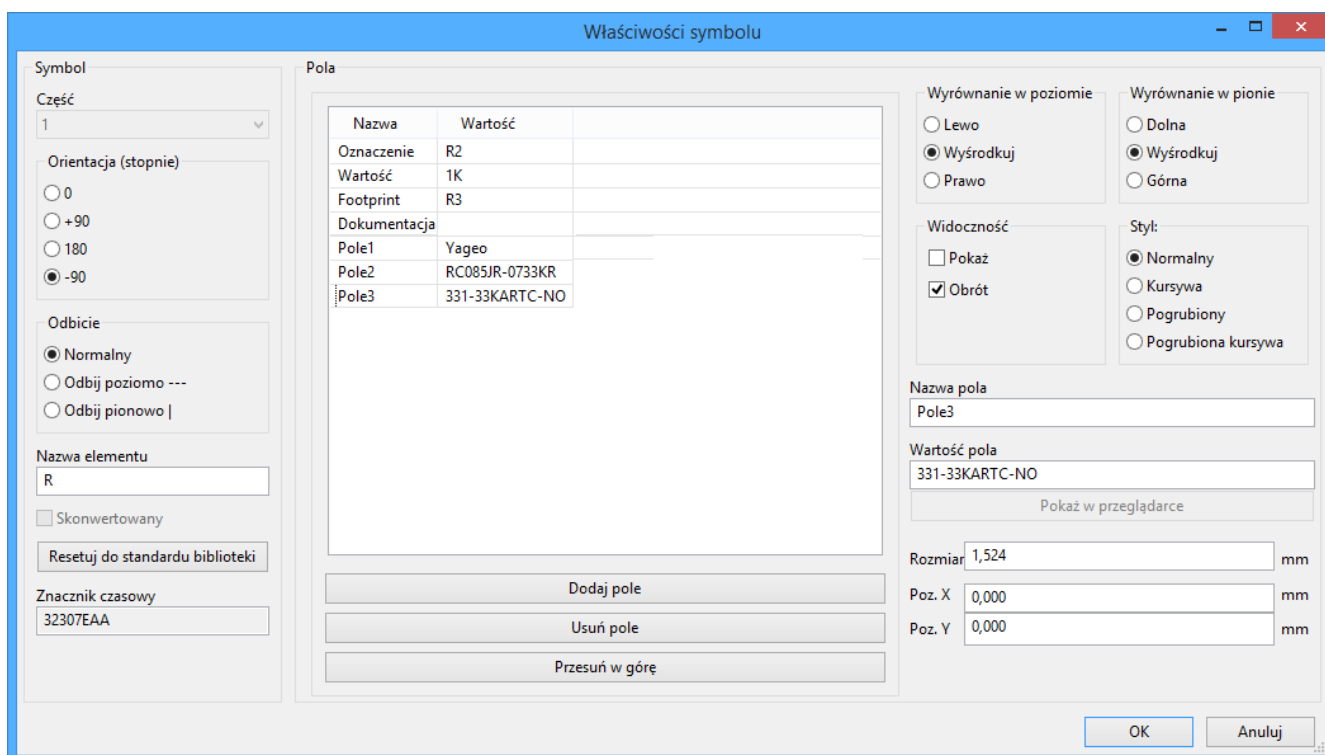 Właściwości symbolu
Symbol
Część
1
Orientacja (stopnie)
0
+90
180
-90
Odbicie
Normalny
Odbij poziomo ---
Odbij pionowo |
Nazwa elementu
R
Skonwertowany
Resetuj do standardu biblioteki
Znacznik czasowy
32307EAA
Pola
Nazwa Wartość
Oznaczenie R2
Wartość 1K
Footprint R3
Dokumentacja
Pole1 Yageo
Pole2 RC085JR-0733KR
Pole3 331-33KARTC-NO
Dodaj pole
Usuń pole
Przesuń w górę
Wyrównanie w poziomie
Lewo
Wyśrodkuj
Prawo
Wyrównanie w pionie
Dolna
Wyśrodkuj
Górna
Widoczność
Pokaż
Obrót
Styl:
Normalny
Kursywa
Pogrubiony
Pogrubiona kursywa
Nazwa pola
Pole3
Wartość pola
331-33KARTC-NO
Pokaż w przeglądarce
Rozmiar 1,524 mm
Poz. X 0,000 mm
Poz. Y 0,000 mm
OK Anuluj